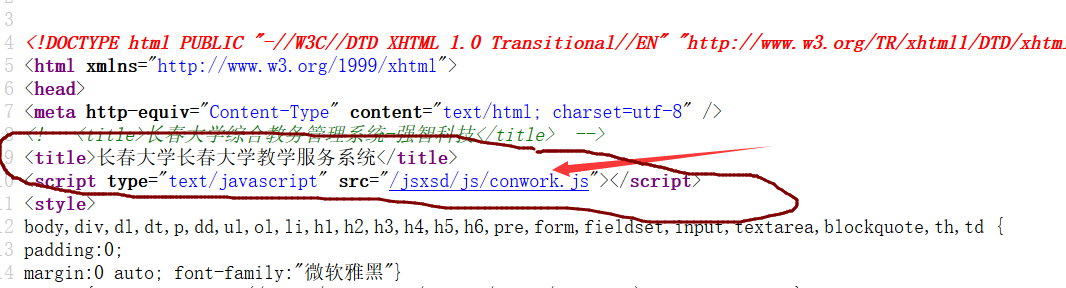 3
4 <!DOCTYPE html PUBLIC "-//W3C//DTD XHTML 1.0 Transitional//EN" "http://www.w3.org/TR/xhtml1/DTD/xhtml
5 <html xmlns="http://www.w3.org/1999/xhtml">
6 <head>
7 <meta http-equiv="Content-Type" content="text/html; charset=utf-8" />
8 <!-- <title>长春大学综合教务管理系统-强智科技</title> -->
9 <title>长春大学长春大学教学服务系统</title>
10 <script type="text/javascript" src="/jsxsd/js/conwork.js"></script>
11 <style>
12 body,div,dl,dt,p,dd,ul,ol,li,h1,h2,h3,h4,h5,h6,pre,form,fieldset,input,textarea,blockquote,th,td {
13 padding:0;
14 margin:0 auto; font-family:"微软雅黑"}